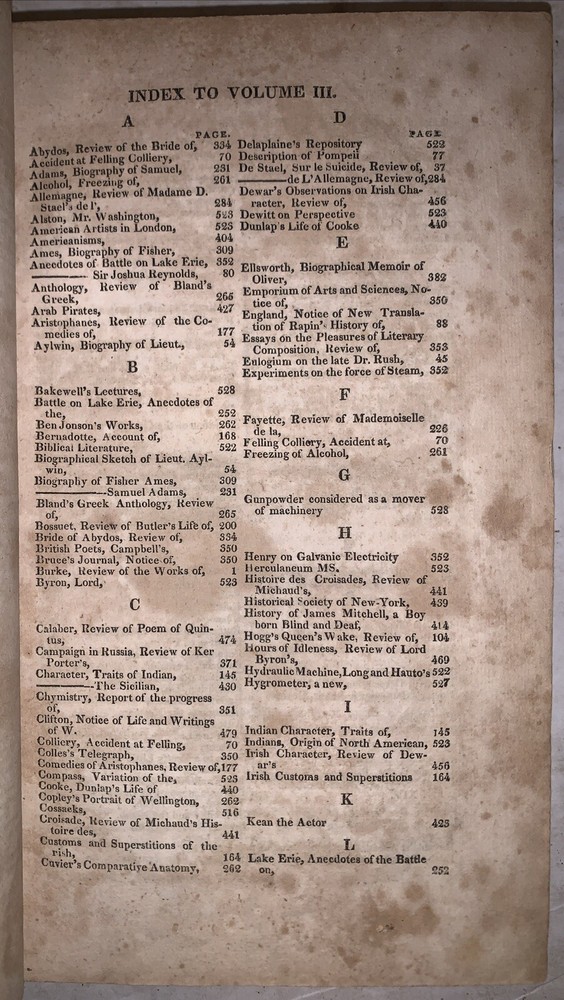 INDEX TO VOLUME III.
A
PAGE.
Abydos, Review of the Bride of, 334
Accident at Felling Colliery, 70
Adams, Biography of Samuel, 231
Alcohol, Freezing of, 261
Allemagne, Review of Madame D.
Stael's de l', 284
Alston, Mr. Washington, 523
American Artists in London, 523
Americanisms, 404
Ames, Biography of Fisher, 309
Anecdotes of Battle on Lake Erie, 352
——— Sir Joshua Reynolds, 80
Anthology, Review of Bland's
Greek, 265
Arab Pirates, 427
Aristophanes, Review of the Co-
medies of, 177
Aylwin, Biography of Lieut., 54
B
Bakewell's Lectures, 528
Battle on Lake Erie, Anecdotes of
the, 252
Ben Jonson's Works, 262
Bernadotte, Account of, 168
Biblical Literature, 522
Biographical Sketch of Lieut. Ayl-
win, 54
Biography of Fisher Ames, 309
———Samuel Adams, 231
Bland's Greek Anthology, Review
of, 265
Bossuet, Review of Butler's Life of, 200
Bride of Abydos, Review of, 334
British Poets, Campbell's, 350
Bruce's Journal, Notice of, 350
Burke, Review of the Works of, 1
Byron, Lord, 523
C
Calaber, Review of Poem of Quin-
tus, 474
Campaign in Russia, Review of Ker
Porter's, 371
Character, Traits of Indian, 145
———The Sicilian, 430
Chymistry, Report of the progress
of, 351
Clifton, Notice of Life and Writings
of W. 479
Colliery, Accident at Felling, 70
Colles's Telegraph, 350
Comedies of Aristophanes, Review of, 177
Compass, Variation of the, 523
Cooke, Dunlap's Life of 440
Copley's Portrait of Wellington, 262
Cossacks, 516
Croisade, Review of Michaud's His-
toire des, 441
Customs and Superstitions of the
rish, 164
Cuvier's Comparative Anatomy, 262
D
PAGE
Delaplaine's Repository 522
Description of Pompeii 77
De Stael, Sur le Suicide, Review of, 37
———de L'Allemagne, Review of, 284
Dewar's Observations on Irish Cha-
racter, Review of, 456
Dewitt on Perspective 523
Dunlap's Life of Cooke 440
E
Ellsworth, Biographical Memoir of
Oliver, 382
Emporium of Arts and Sciences, No-
tice of, 350
England, Notice of New Transla-
tion of Rapin's History of, 88
Essays on the Pleasures of Literary
Composition, Review of, 353
Eulogium on the late Dr. Rush, 45
Experiments on the force of Steam, 352
F
Fayette, Review of Mademoiselle
de la, 226
Felling Colliery, Accident at, 70
Freezing of Alcohol, 261
G
Gunpowder considered as a mover
of machinery 528
H
Henry on Galvanic Electricity 352
Herculaneum MS. 523
Histoire des Croisades, Review of
Michaud's, 441
Historical Society of New-York, 439
History of James Mitchell, a Boy
born Blind and Deaf, 414
Hogg's Queen's Wake, Review of, 104
Hours of Idleness, Review of Lord
Byron's, 469
Hydraulic Machine, Long and Hauto's 522
Hygrometer, a new, 527
I
Indian Character, Traits of, 145
Indians, Origin of North American, 523
Irish Character, Review of Dew-
ar's 456
Irish Customs and Superstitions 164
K
Kean the Actor 423
L
Lake Erie, Anecdotes of the Battle
on, 252